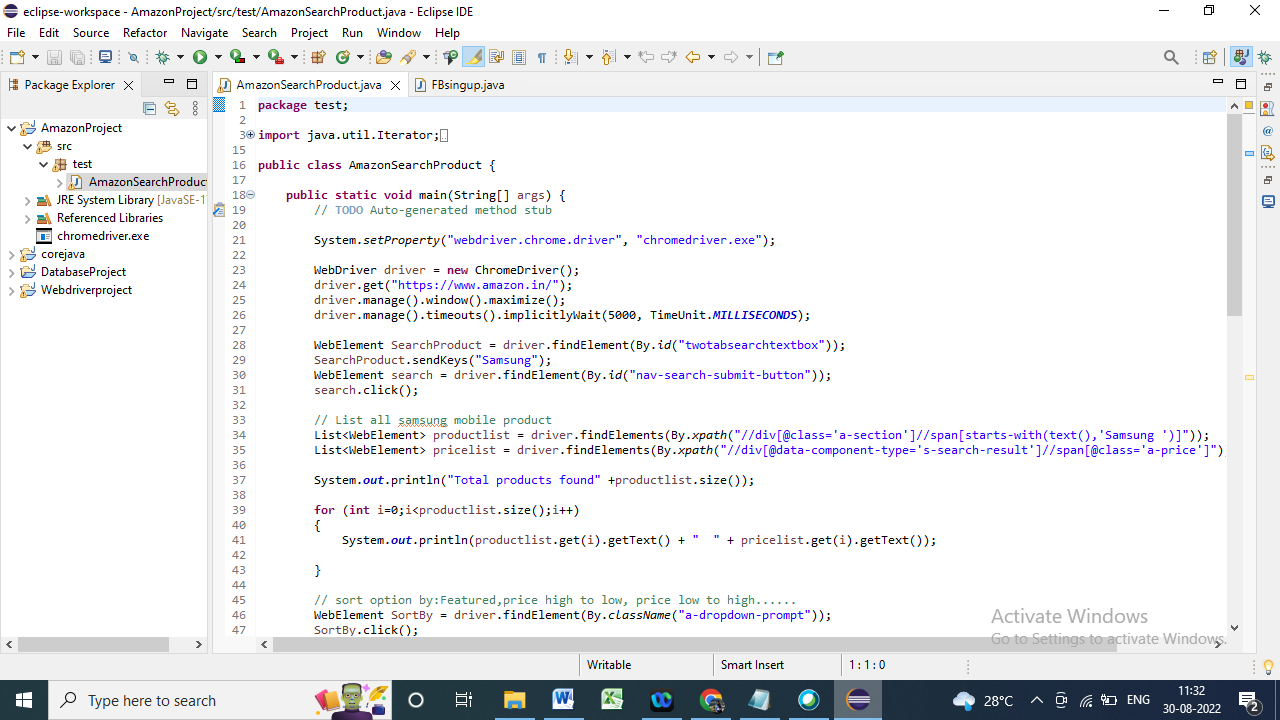 eclipse-workspace - AmazonProject/src/test/AmazonSearchProduct.java - Eclipse IDE
File Edit Source Refactor Navigate Search Project Run Window Help
Package Explorer
AmazonSearchProduct.java
FBsingup.java
AmazonProject
src
test
AmazonSearchProduc
JRE System Library [JavaSE-1
Referenced Libraries
chromedriver.exe
corejava
DatabaseProject
Webdriverproject
1 package test;
2
3 import java.util.Iterator;
15
16 public class AmazonSearchProduct {
17
18 public static void main(String[] args) {
19 // TODO Auto-generated method stub
20
21 System.setProperty("webdriver.chrome.driver", "chromedriver.exe");
22
23 WebDriver driver = new ChromeDriver();
24 driver.get("https://www.amazon.in/");
25 driver.manage().window().maximize();
26 driver.manage().timeouts().implicitlyWait(5000, TimeUnit.MILLISECONDS);
27
28 WebElement SearchProduct = driver.findElement(By.id("twotabsearchtextbox"));
29 SearchProduct.sendKeys("Samsung");
30 WebElement search = driver.findElement(By.id("nav-search-submit-button"));
31 search.click();
32
33 // List all samsung mobile product
34 List<WebElement> productlist = driver.findElements(By.xpath("//div[@class='a-section']//span[starts-with(text(),'Samsung ')]"));
35 List<WebElement> pricelist = driver.findElements(By.xpath("//div[@data-component-type='s-search-result']//span[@class='a-price']")
36
37 System.out.println("Total products found" +productlist.size());
38
39 for (int i=0;i<productlist.size();i++)
40 {
41 System.out.println(productlist.get(i).getText() + "  " + pricelist.get(i).getText());
42
43 }
44
45 // sort option by:Featured,price high to low, price low to high......
46 WebElement SortBy = driver.findElement(By.className("a-dropdown-prompt"));
47 SortBy.click();
Activate Windows
Go to Settings to activate Windows.
Writable
Smart Insert
1 : 1 : 0
Type here to search
28°C
ENG
11:32
30-08-2022
2